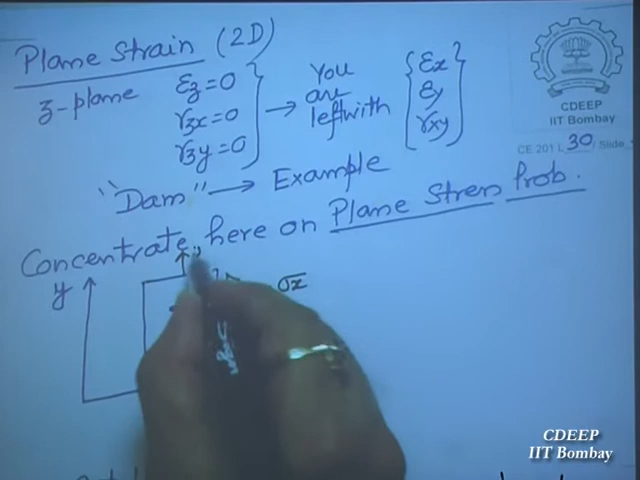 Plane Strain (2D)
z-plane εz = 0
γzx = 0
γzy = 0
→ You are left with { εx εy γxy }
"Dam" → Example
Concentrate here on Plane Stress Prob.
y
σx
CDEEP
IIT Bombay
CE 201 L 30 / Slide
CDEEP
IIT Bombay